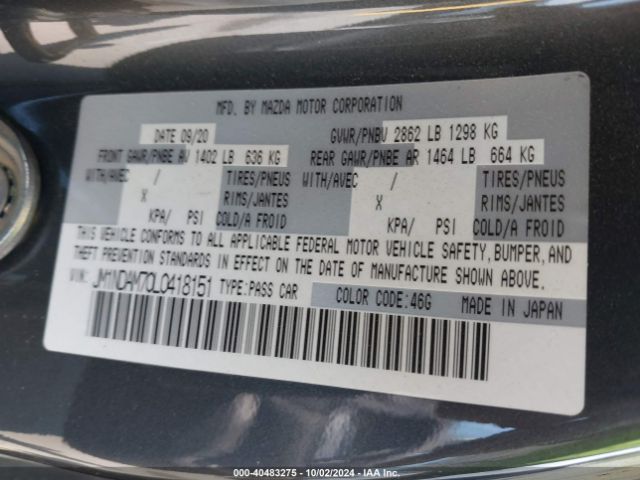 MFD. BY MAZDA MOTOR CORPORATION
DATE 09/20 GVWR/PNBV 2862 LB 1298 KG
FRONT GAWR/PNBE AV 1402 LB 636 KG REAR GAWR/PNBE AR 1464 LB 664 KG
WITH/AVEC / TIRES/PNEUS WITH/AVEC / TIRES/PNEUS
X RIMS/JANTES X RIMS/JANTES
KPA/ PSI COLD/A FROID KPA/ PSI COLD/A FROID
THIS VEHICLE CONFORMS TO ALL APPLICABLE FEDERAL MOTOR VEHICLE SAFETY, BUMPER, AND
THEFT PREVENTION STANDARDS IN EFFECT ON THE DATE OF MANUFACTURE SHOWN ABOVE.
VIN: JM1NDAM70L0418151 TYPE: PASS CAR COLOR CODE: 46G MADE IN JAPAN
000-40483275 - 10/02/2024 - IAA Inc.